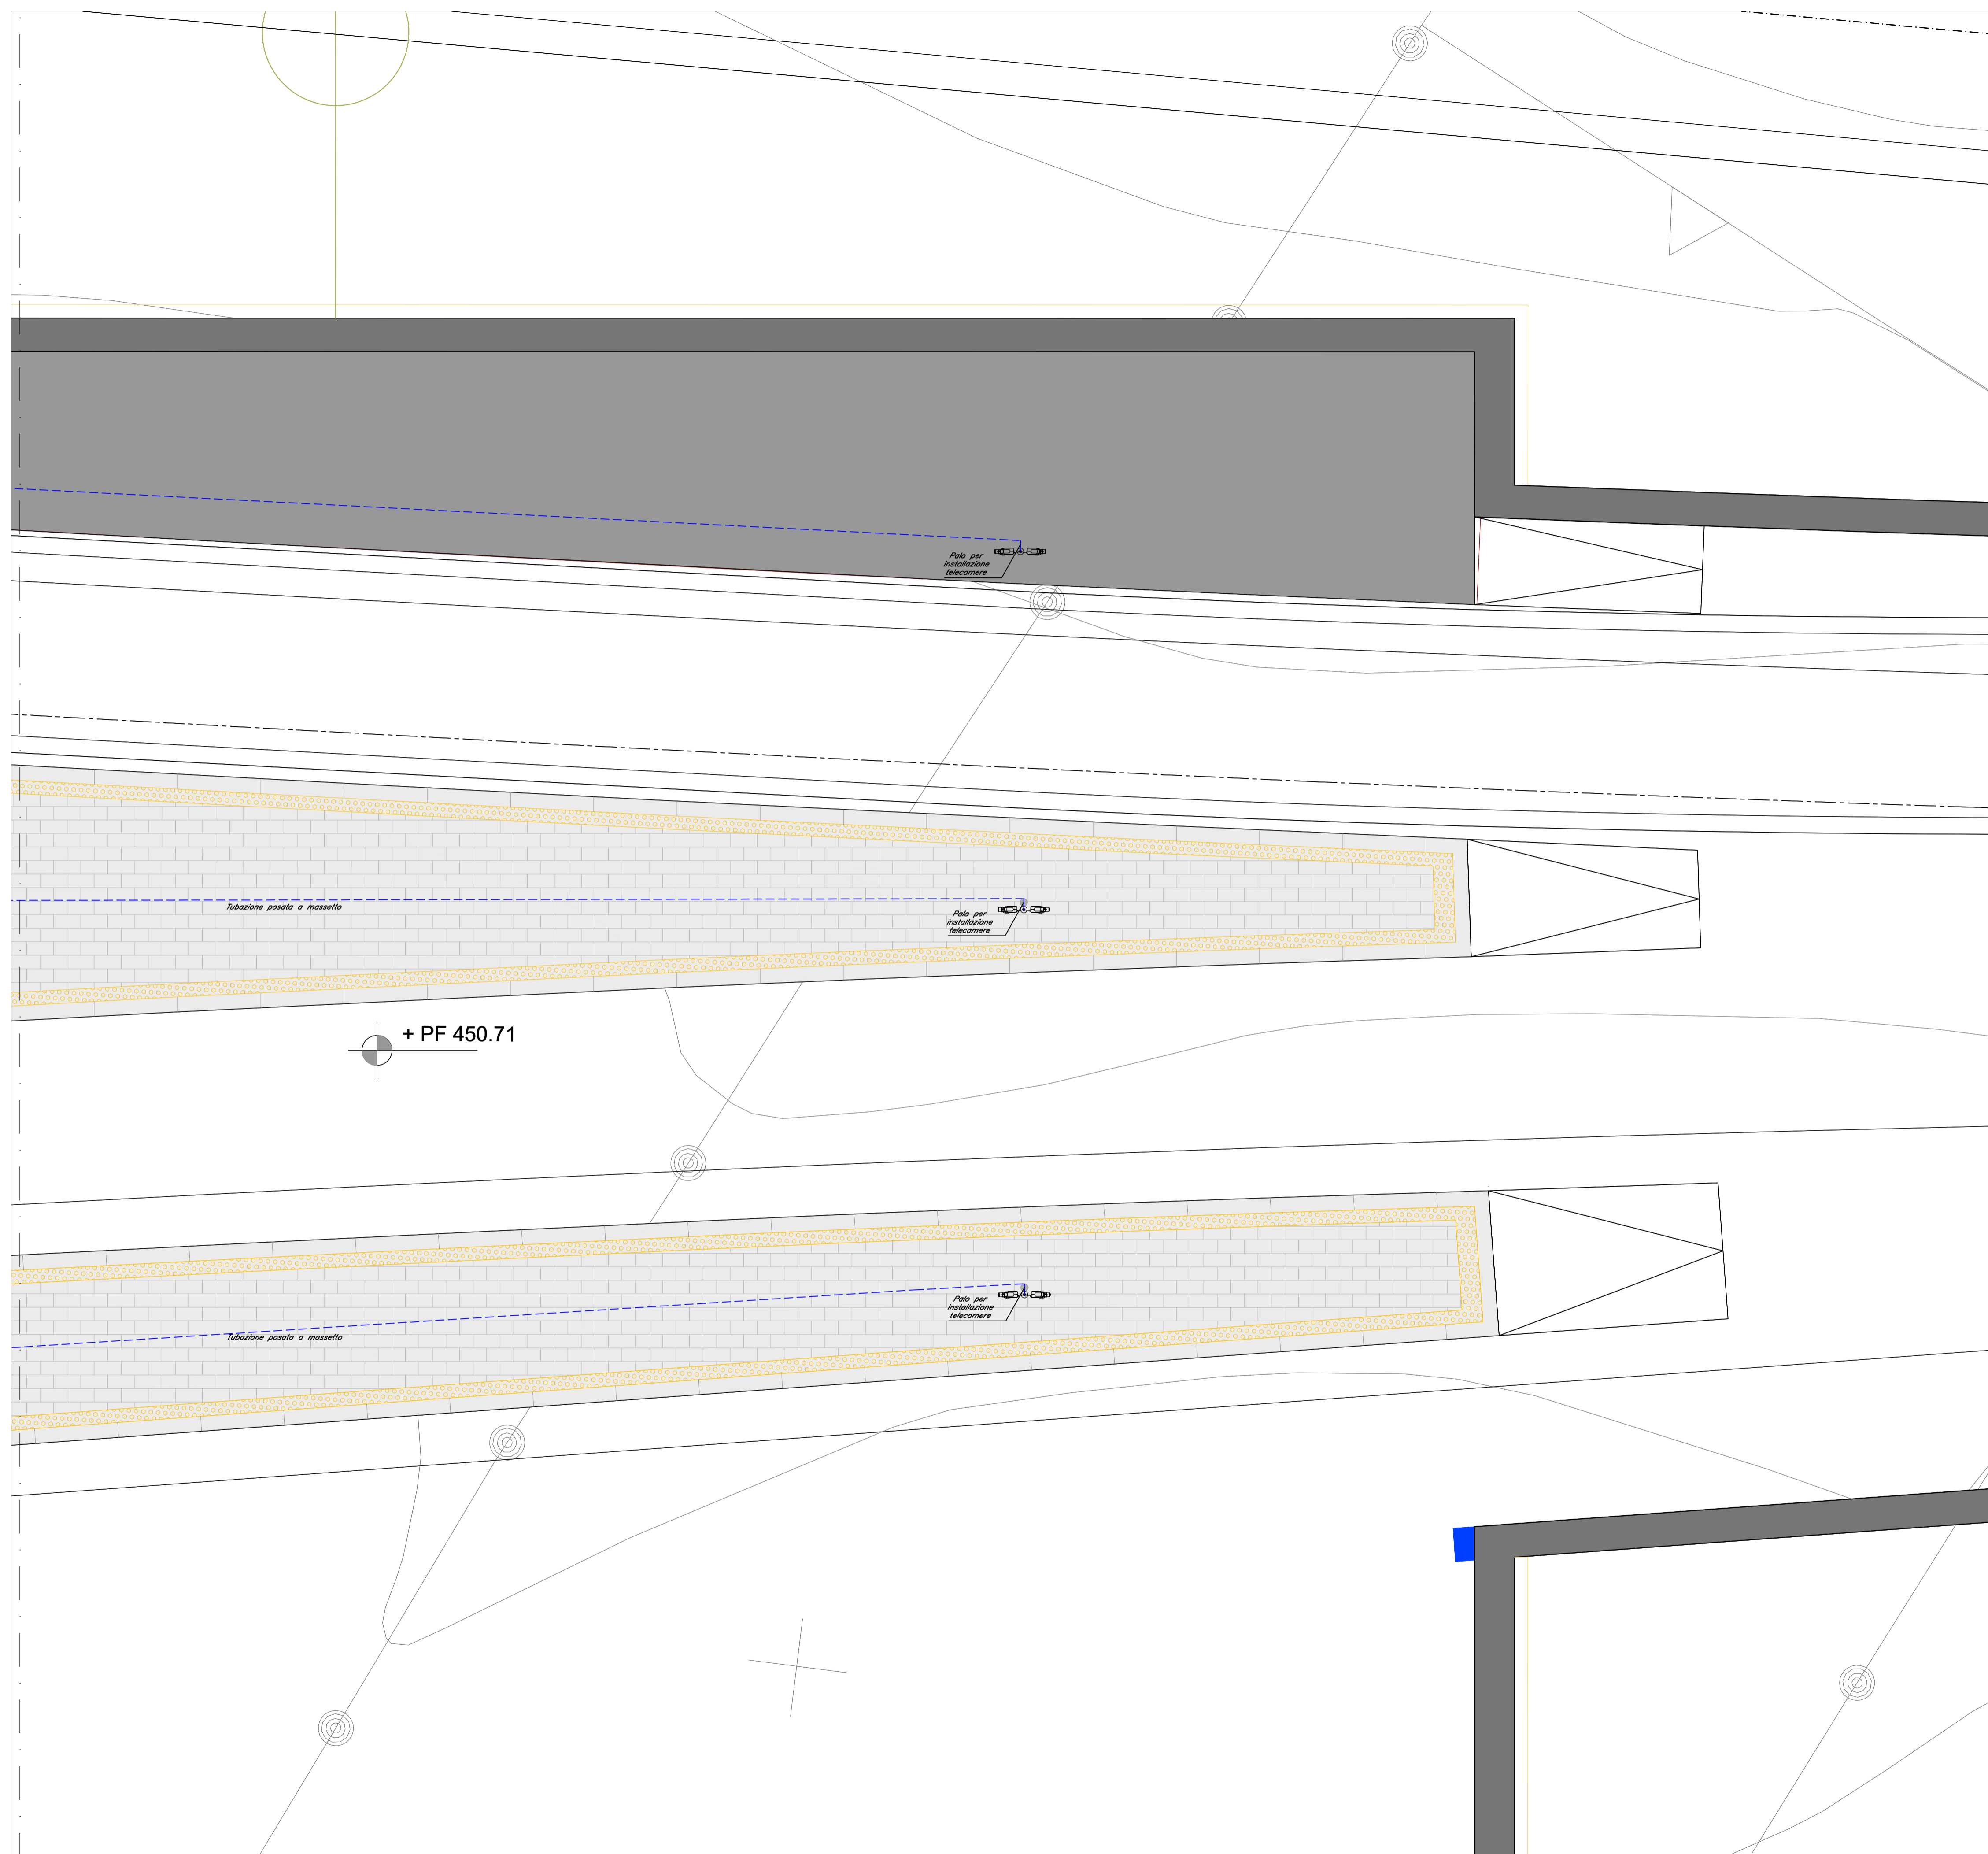 Palo per
installazione
telecamere
Tubazione posata a massetto
Palo per
installazione
telecamere
+ PF 450.71
Palo per
installazione
telecamere
Tubazione posata a massetto